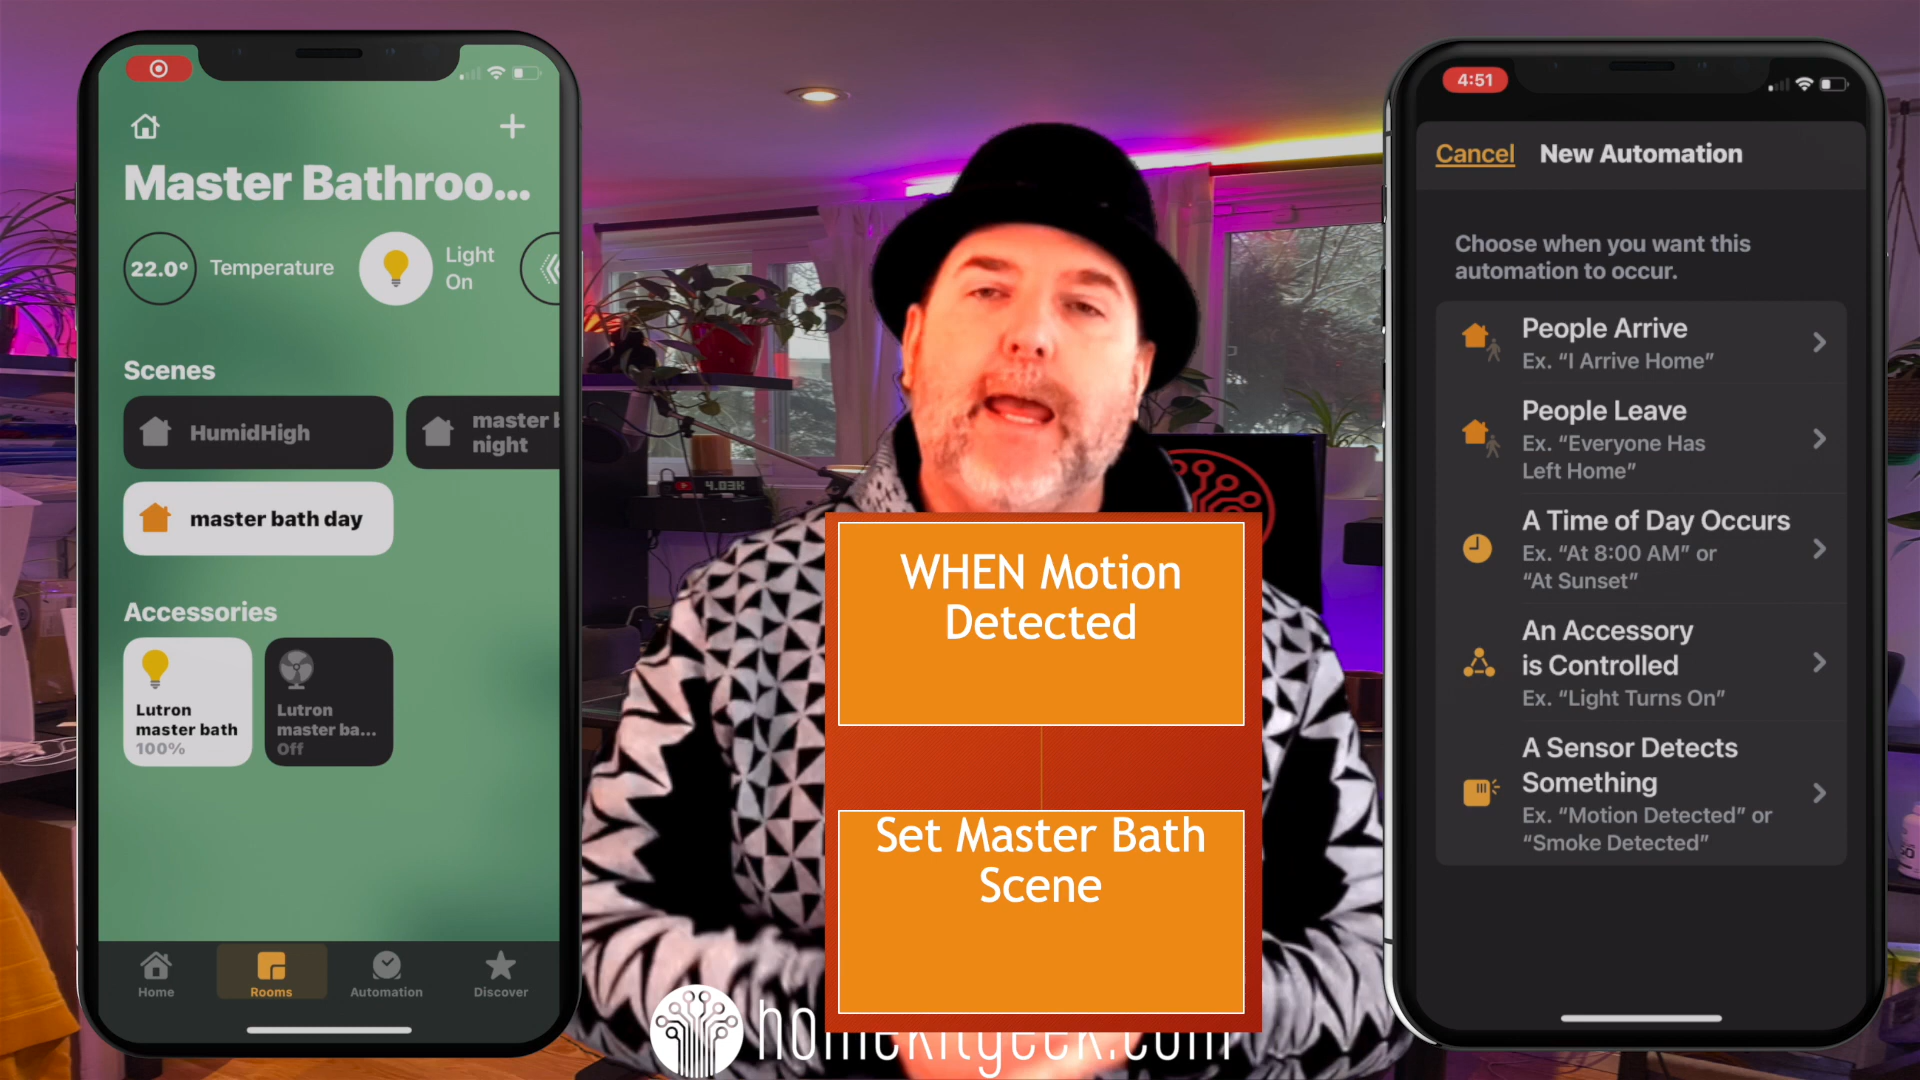 Master Bathroo...
22.0°
Temperature
Light
On
Scenes
HumidHigh
master b
night
master bath day
Accessories
Lutron
master bath
100%
Lutron
master ba...
Off
Home
Rooms
Automation
Discover
4.03K
WHEN Motion
Detected
Set Master Bath
Scene
homekitgeek.com
4:51
Cancel
New Automation
Choose when you want this
automation to occur.
People Arrive
Ex. “I Arrive Home”
People Leave
Ex. “Everyone Has
Left Home”
A Time of Day Occurs
Ex. “At 8:00 AM” or
“At Sunset”
An Accessory
is Controlled
Ex. “Light Turns On”
A Sensor Detects
Something
Ex. “Motion Detected” or
“Smoke Detected”